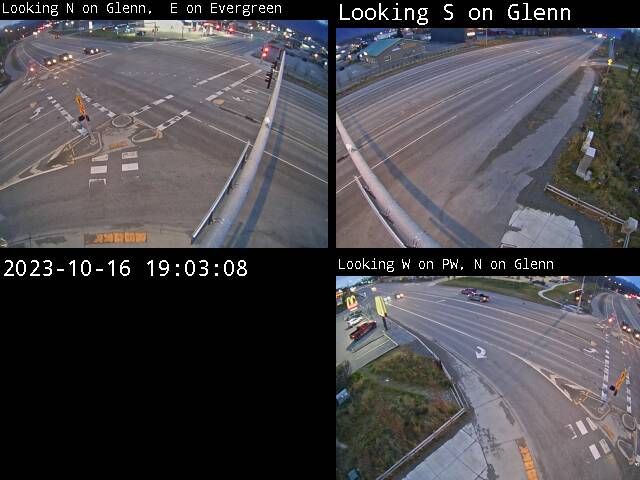 Looking N on Glenn,  E on Evergreen
Looking S on Glenn
2023-10-16 19:03:08
Looking W on PW, N on Glenn